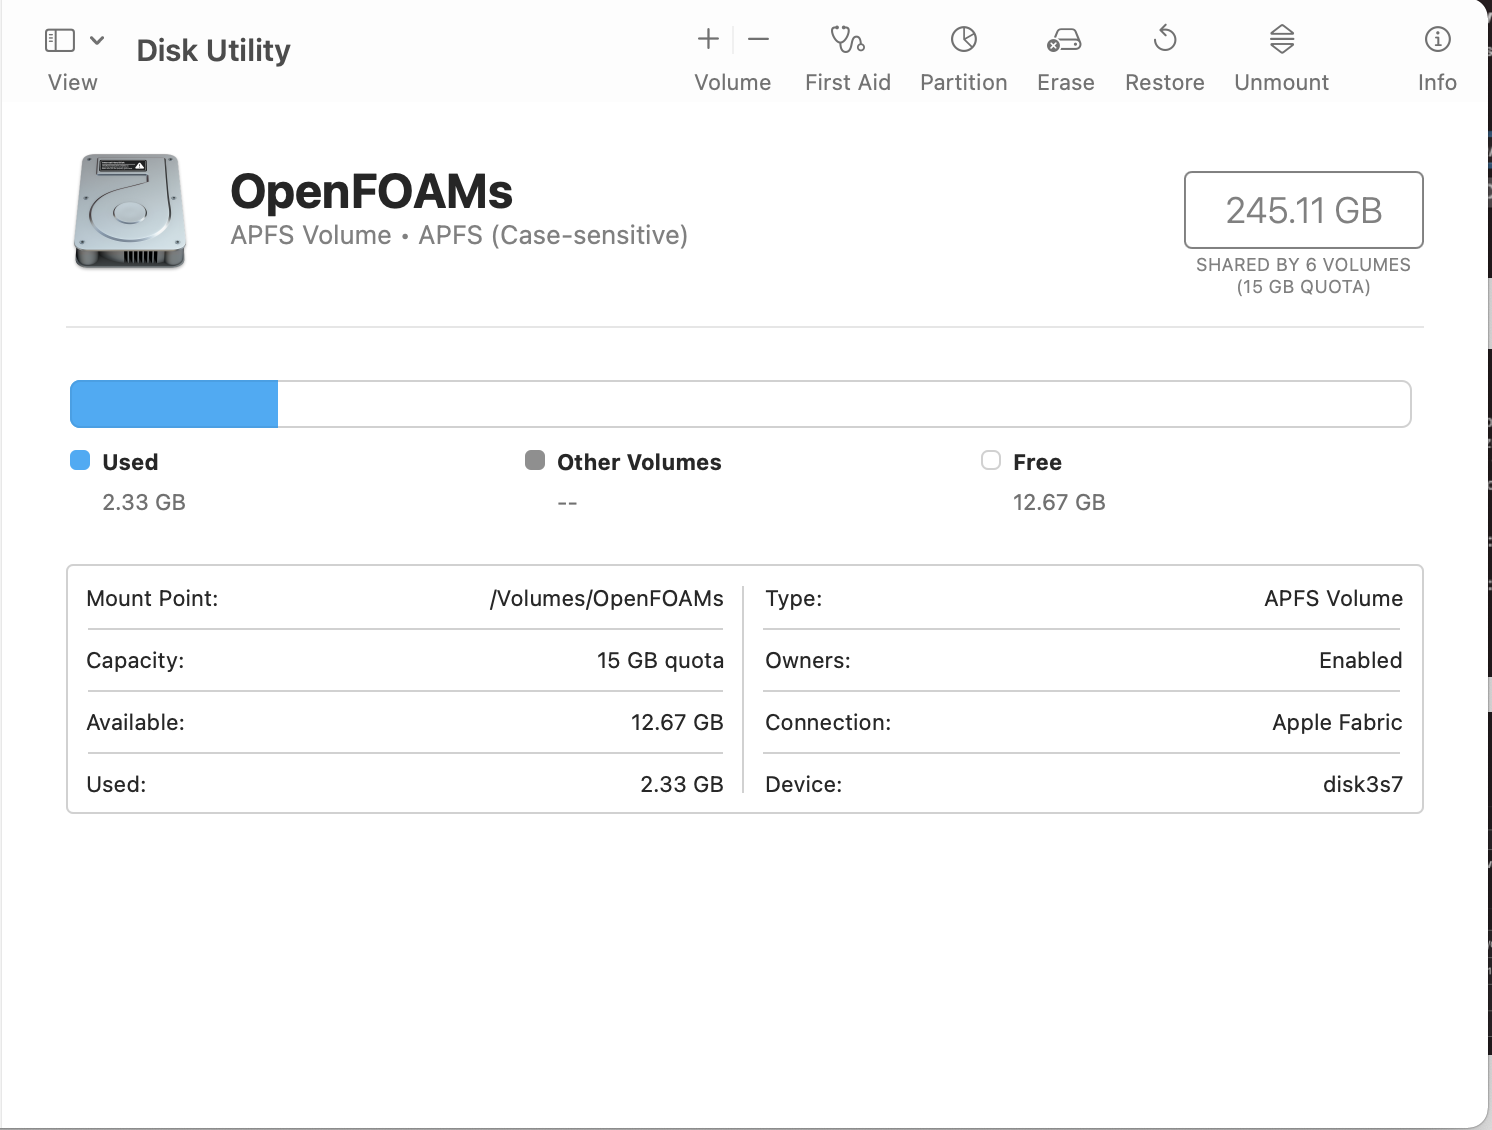 Disk Utility
View
Volume
First Aid
Partition
Erase
Restore
Unmount
Info
OpenFOAMs
APFS Volume • APFS (Case-sensitive)
245.11 GB
SHARED BY 6 VOLUMES
(15 GB QUOTA)
Used
2.33 GB
Other Volumes
--
Free
12.67 GB
Mount Point: /Volumes/OpenFOAMs
Capacity: 15 GB quota
Available: 12.67 GB
Used: 2.33 GB
Type: APFS Volume
Owners: Enabled
Connection: Apple Fabric
Device: disk3s7